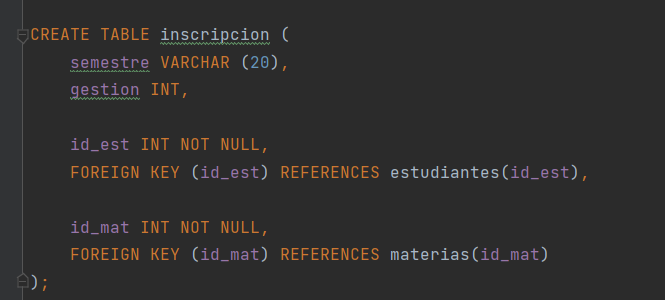 CREATE TABLE inscripcion (
semestre VARCHAR (20),
gestion INT,
id_est INT NOT NULL,
FOREIGN KEY (id_est) REFERENCES estudiantes(id_est),
id_mat INT NOT NULL,
FOREIGN KEY (id_mat) REFERENCES materias(id_mat)
);